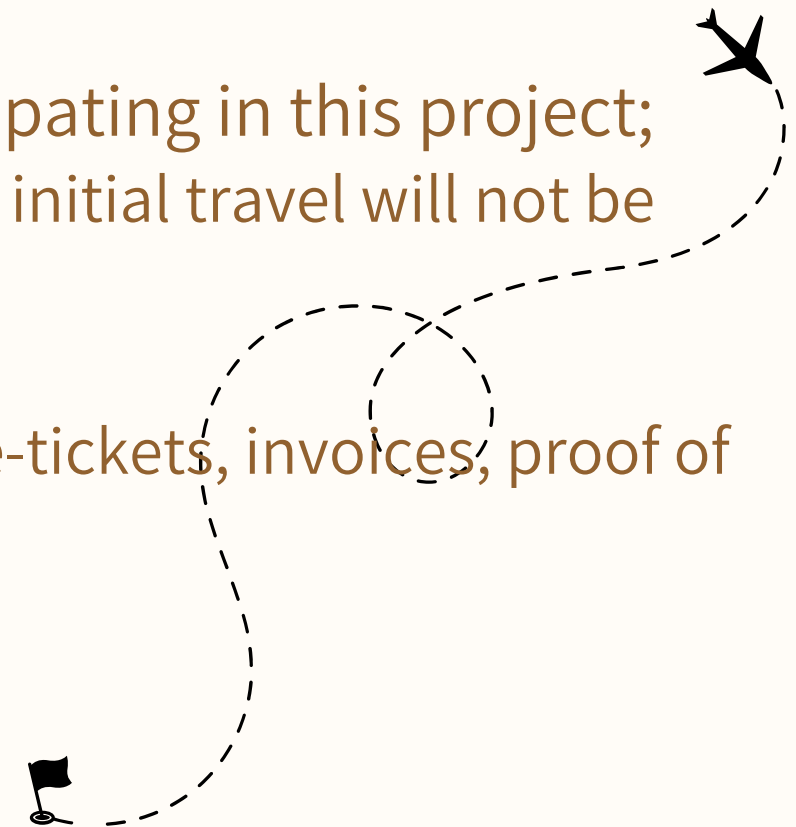 pating in this project;
initial travel will not be
-tickets, invoices, proof of